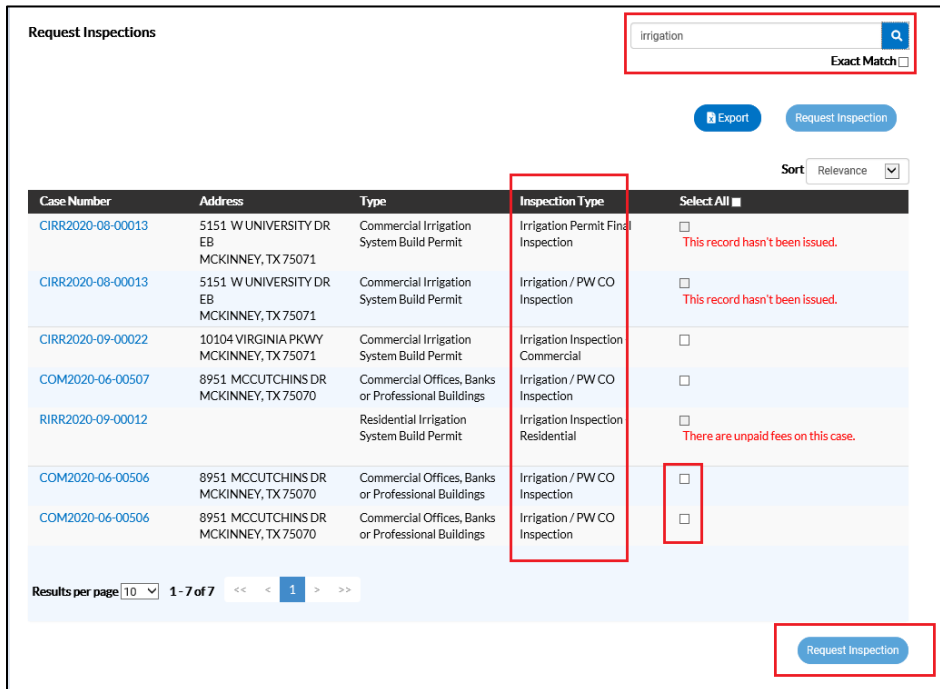 Request Inspections
irrigation
Exact Match
Export
Request Inspection
Sort Relevance
Case Number Address Type Inspection Type Select All
CIRR2020-08-00013 5151 W UNIVERSITY DR Commercial Irrigation Irrigation Permit Final
EB System Build Permit Inspection This record hasn't been issued.
MCKINNEY, TX 75071
CIRR2020-08-00013 5151 W UNIVERSITY DR Commercial Irrigation Irrigation / PW CO
EB System Build Permit Inspection This record hasn't been issued.
MCKINNEY, TX 75071
CIRR2020-09-00022 10104 VIRGINIA PKWY Commercial Irrigation Irrigation Inspection
MCKINNEY, TX 75071 System Build Permit Commercial
COM2020-06-00507 8951 MCCUTCHINS DR Commercial Offices, Banks Irrigation / PW CO
MCKINNEY, TX 75070 or Professional Buildings Inspection
RIRR2020-09-00012 Residential Irrigation Irrigation Inspection
System Build Permit Residential There are unpaid fees on this case.
COM2020-06-00506 8951 MCCUTCHINS DR Commercial Offices, Banks Irrigation / PW CO
MCKINNEY, TX 75070 or Professional Buildings Inspection
COM2020-06-00506 8951 MCCUTCHINS DR Commercial Offices, Banks Irrigation / PW CO
MCKINNEY, TX 75070 or Professional Buildings Inspection
Results per page 10 1 - 7 of 7 << < 1 > >>
Request Inspection